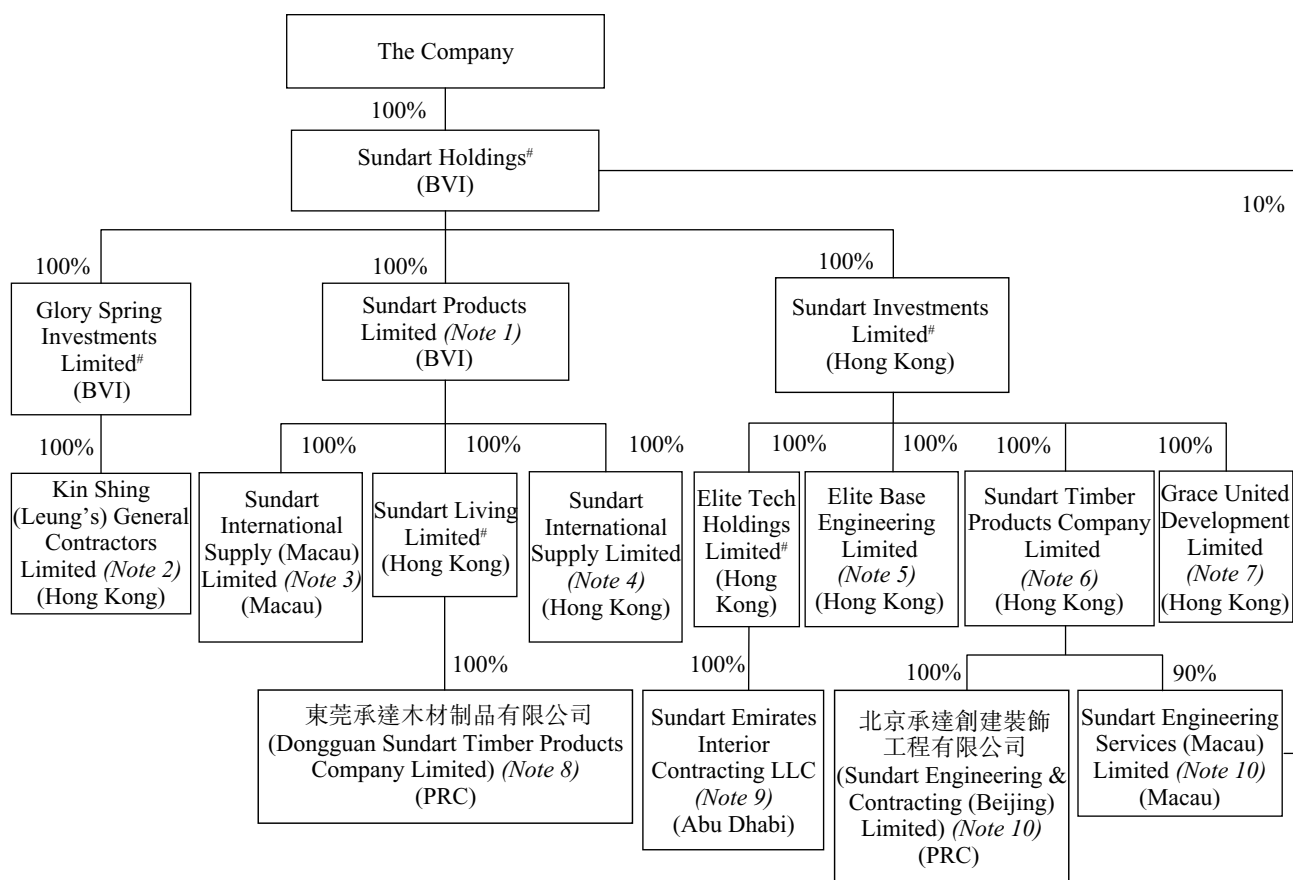 The Company
100%
Sundart Holdings#
(BVI)
10%
100%
100%
100%
Glory Spring
Investments
Limited#
(BVI)
Sundart Products
Limited (Note 1)
(BVI)
Sundart Investments
Limited#
(Hong Kong)
100%
100%
100%
100%
100%
100%
100%
100%
Kin Shing
(Leung’s) General
Contractors
Limited (Note 2)
(Hong Kong)
Sundart
International
Supply (Macau)
Limited (Note 3)
(Macau)
Sundart Living
Limited#
(Hong Kong)
Sundart
International
Supply Limited
(Note 4)
(Hong Kong)
Elite Tech
Holdings
Limited#
(Hong
Kong)
Elite Base
Engineering
Limited
(Note 5)
(Hong Kong)
Sundart Timber
Products Company
Limited
(Note 6)
(Hong Kong)
Grace United
Development
Limited
(Note 7)
(Hong Kong)
100%
100%
100%
90%
東莞承達木材制品有限公司
(Dongguan Sundart Timber Products
Company Limited) (Note 8)
(PRC)
Sundart Emirates
Interior
Contracting LLC
(Note 9)
(Abu Dhabi)
北京承達創建裝飾
工程有限公司
(Sundart Engineering &
Contracting (Beijing)
Limited) (Note 10)
(PRC)
Sundart Engineering
Services (Macau)
Limited (Note 10)
(Macau)